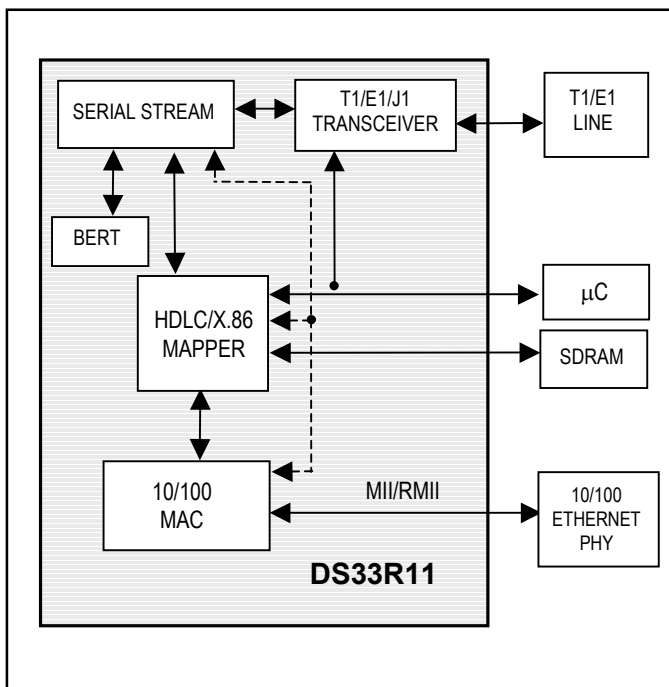 SERIAL STREAM
T1/E1/J1
TRANSCEIVER
T1/E1
LINE
BERT
HDLC/X.86
MAPPER
μC
SDRAM
10/100
MAC
MII/RMII
10/100
ETHERNET
PHY
DS33R11